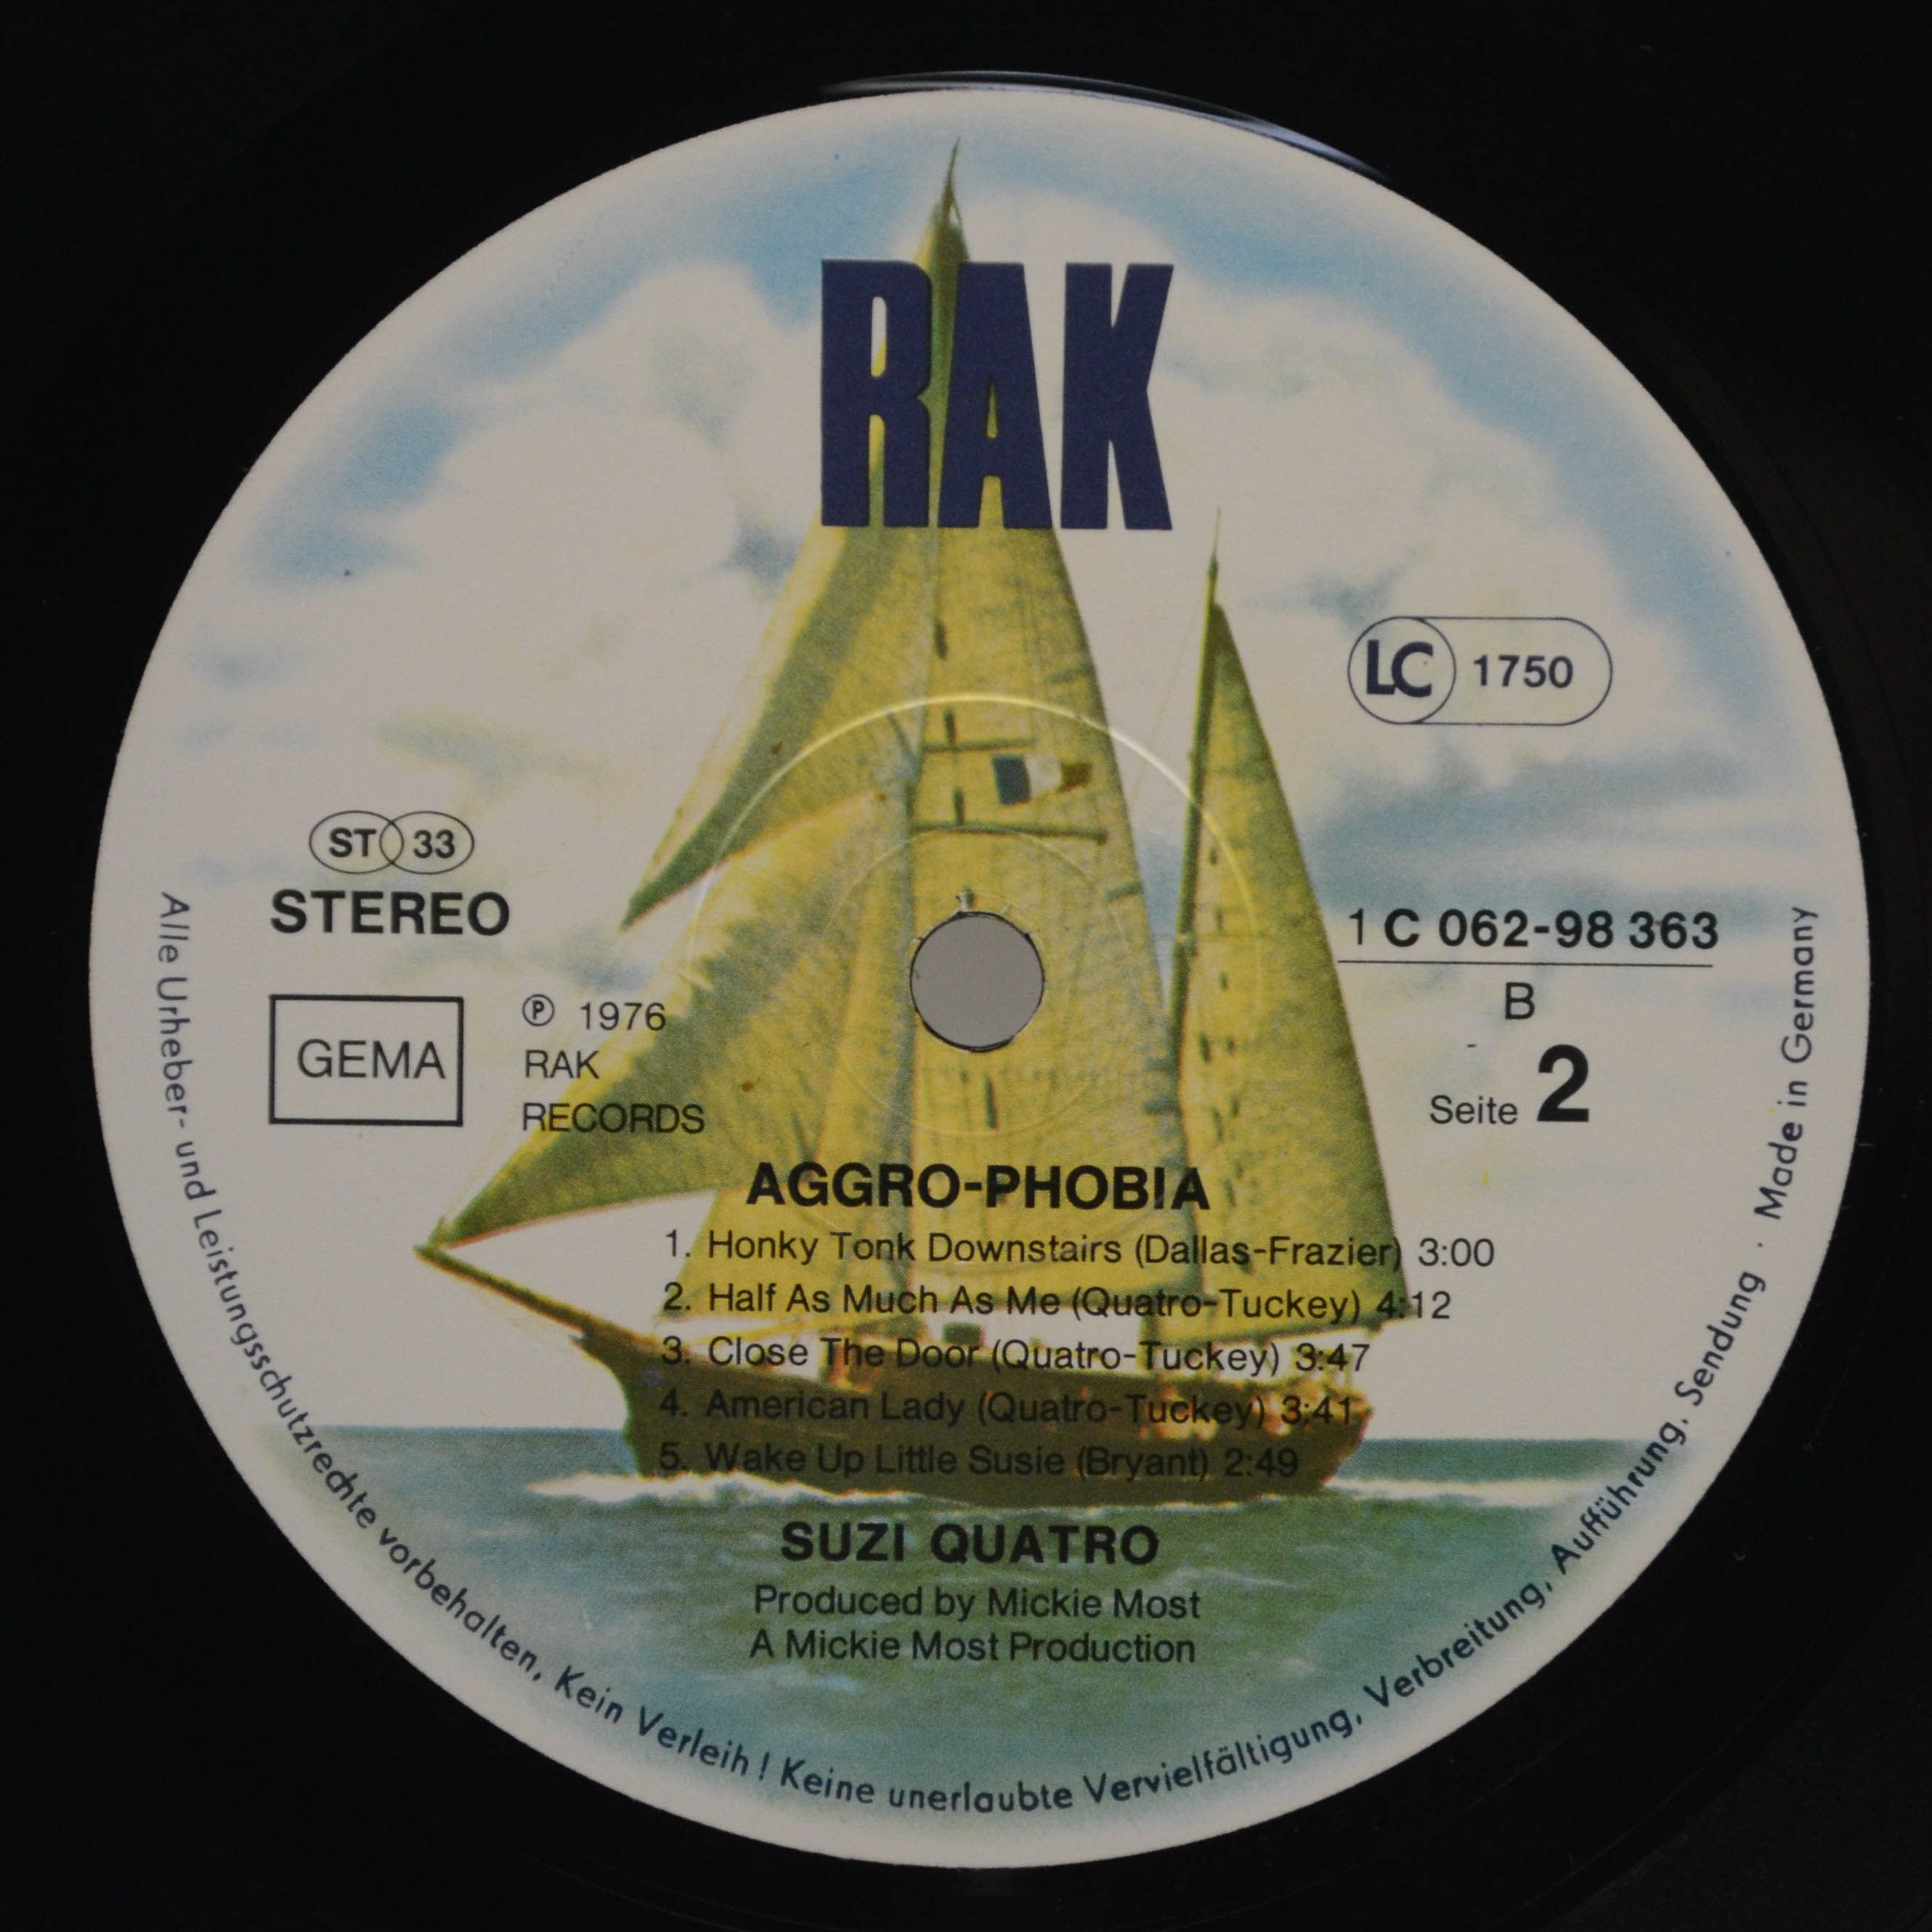 RAK
LC 1750
ST 33
STEREO
1 C 062-98 363
B
Seite 2
GEMA
℗ 1976
RAK
RECORDS
AGGRO-PHOBIA
1. Honky Tonk Downstairs (Dallas-Frazier) 3:00
2. Half As Much As Me (Quatro-Tuckey) 4:12
3. Close The Door (Quatro-Tuckey) 3:47
4. American Lady (Quatro-Tuckey) 3:41
5. Wake Up Little Susie (Bryant) 2:49
SUZI QUATRO
Produced by Mickie Most
A Mickie Most Production
Alle Urheber- und Leistungsschutzrechte vorbehalten, Kein Verleih! Keine unerlaubte Vervielfältigung, Verbreitung, Aufführung, Sendung · Made in Germany